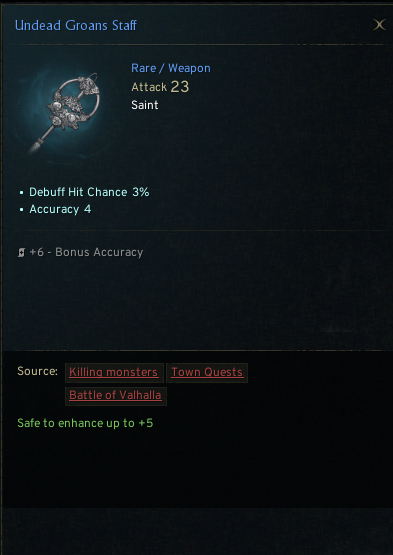 Undead Groans Staff
Rare / Weapon
Attack 23
Saint
• Debuff Hit Chance 3%
• Accuracy 4
+6 - Bonus Accuracy
Source: Killing monsters Town Quests
Battle of Valhalla
Safe to enhance up to +5